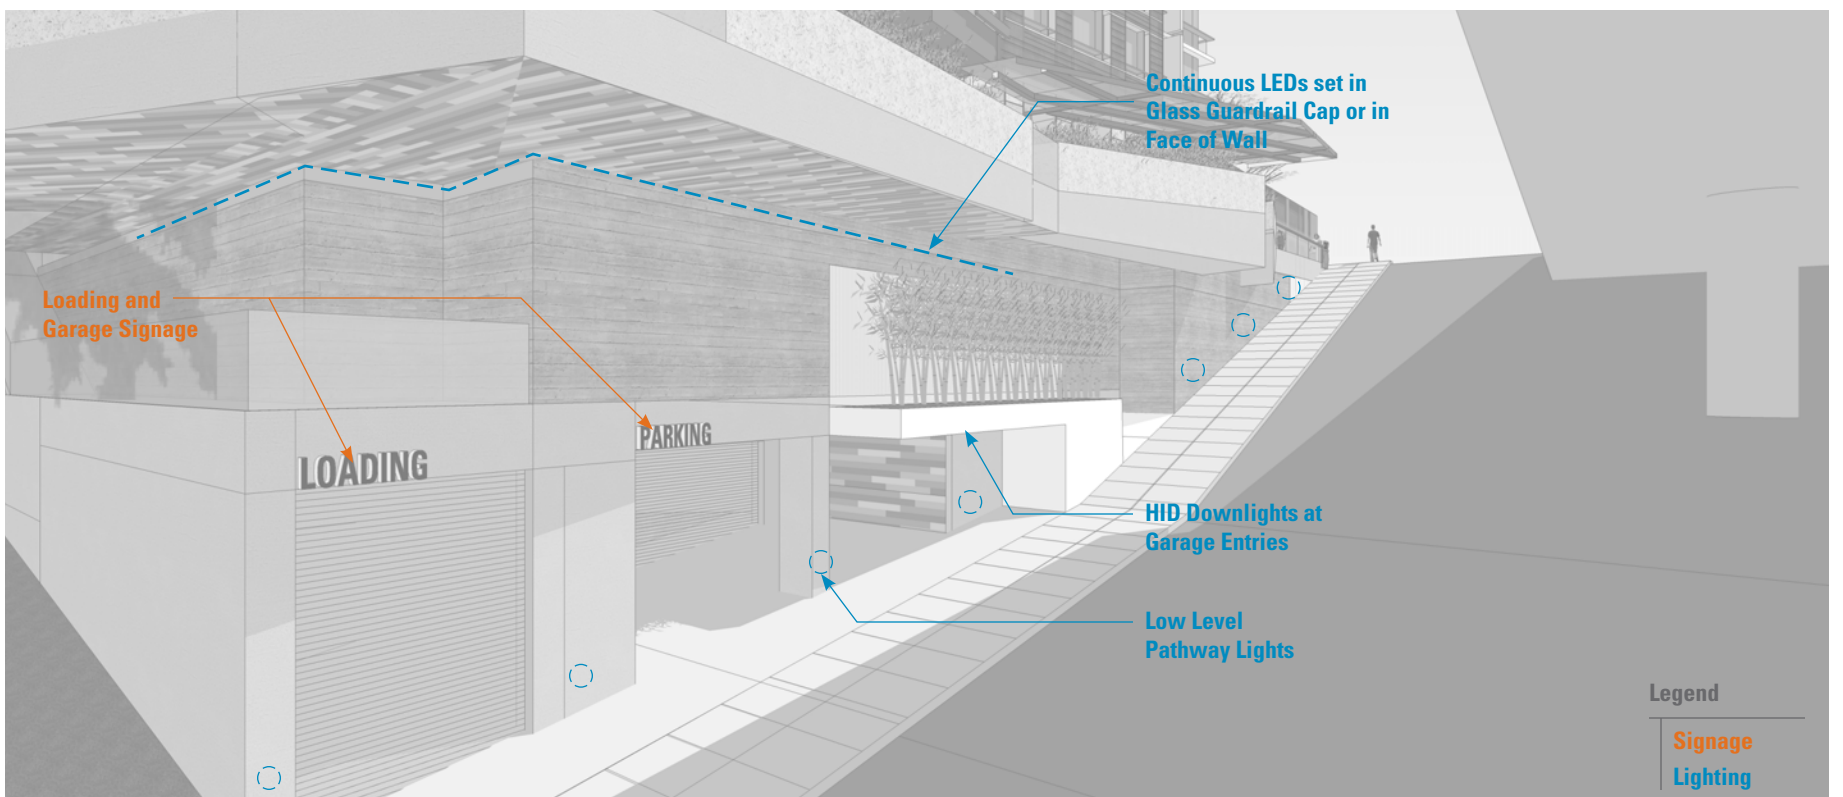 Continuous LEDs set in
Glass Guardrail Cap or in
Face of Wall
Loading and
Garage Signage
LOADING
PARKING
HID Downlights at
Garage Entries
Low Level
Pathway Lights
Legend
Signage
Lighting